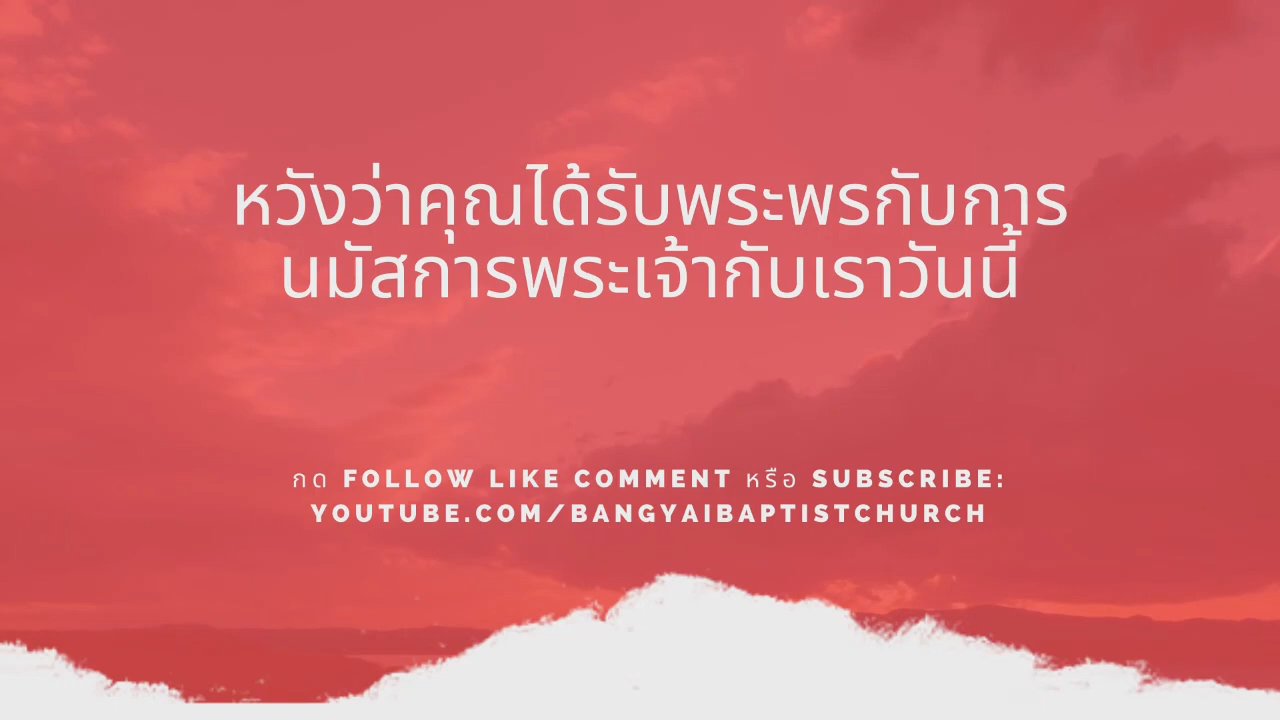 หวังว่าคุณได้รับพระพรกับการ
นมัสการพระเจ้ากับเราวันนี้
กด FOLLOW LIKE COMMENT หรือ SUBSCRIBE:
YOUTUBE.COM/BANGYAIBAPTISTCHURCH